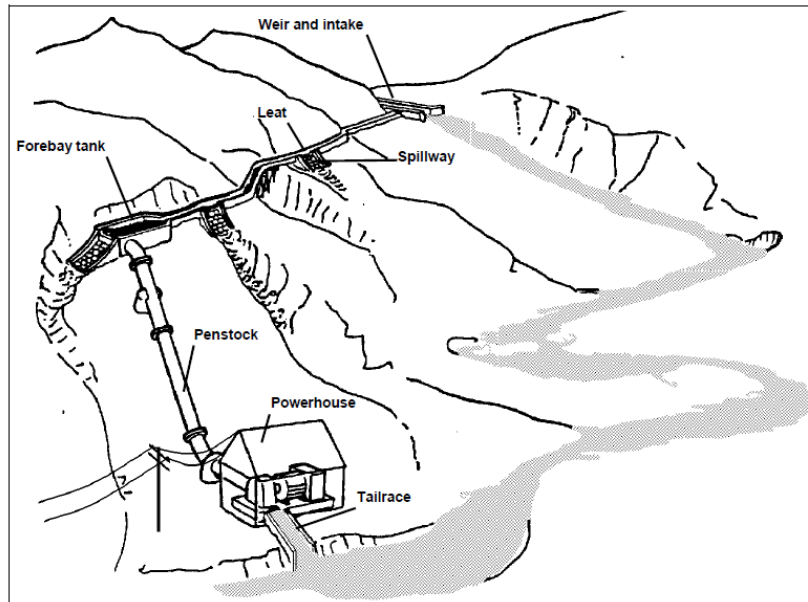 Weir and intake
Leat
Forebay tank
Spillway
Penstock
Powerhouse
Tailrace